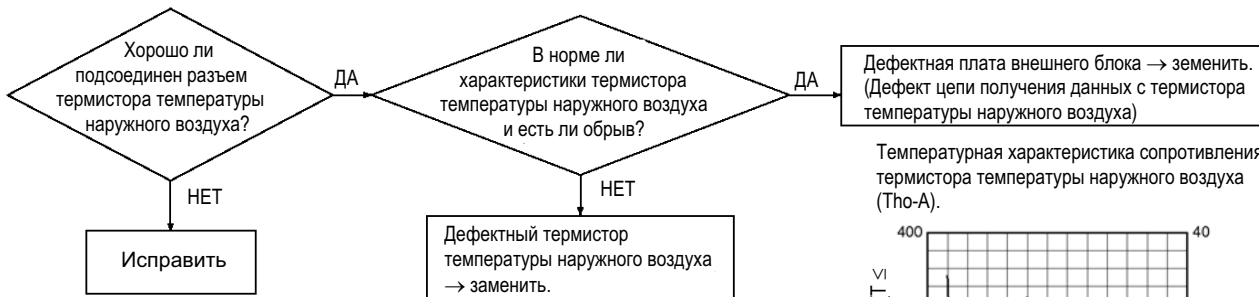 Хорошо ли
подсоединен разъем
термистора температуры
наружного воздуха?
ДА
НЕТ
Исправить
В норме ли
характеристики термистора
температуры наружного воздуха
и есть ли обрыв?
ДА
НЕТ
Дефектный термистор
температуры наружного воздуха
→ заменить.
Дефектная плата внешнего блока → земенить.
(Дефект цепи получения данных с термистора
температуры наружного воздуха)
Температурная характеристика сопротивления
термистора температуры наружного воздуха
(Tho-A).
400
40